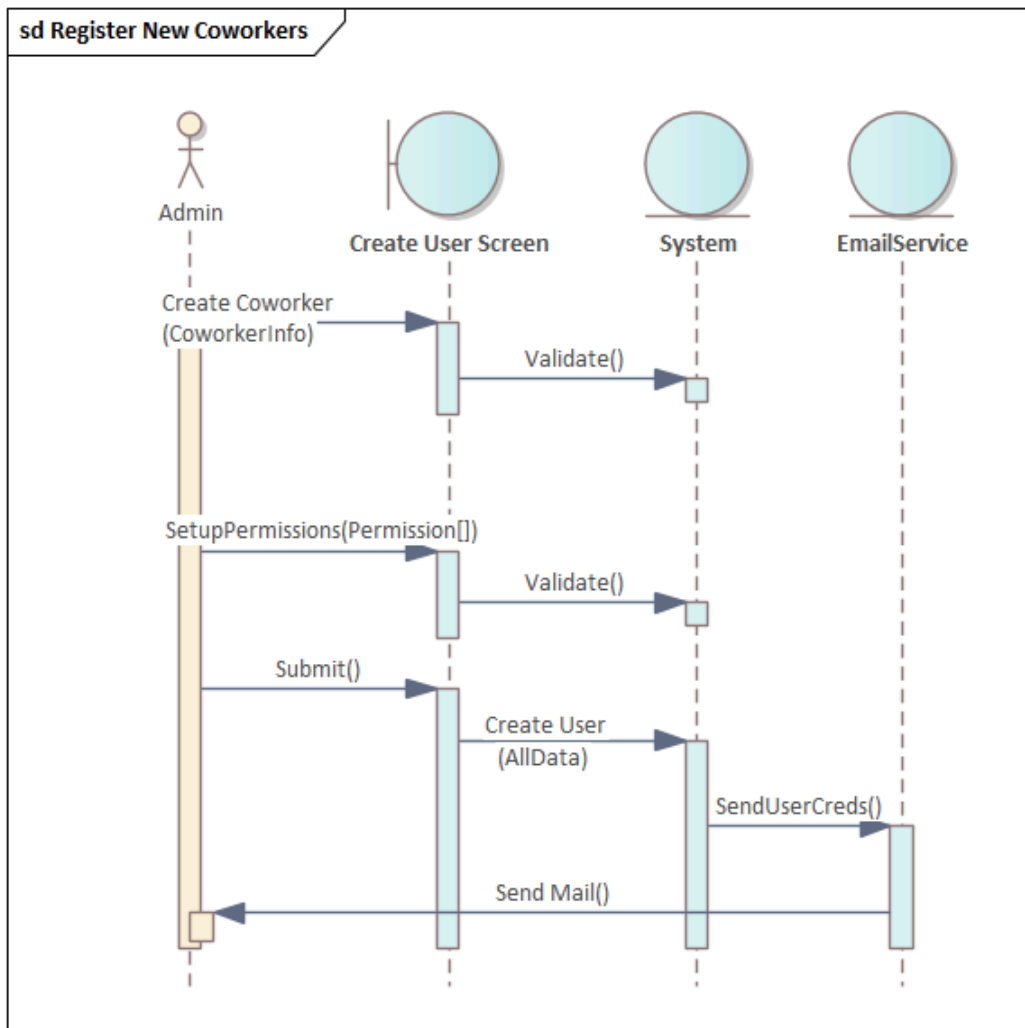 sd Register New Coworkers
Admin
Create User Screen
System
EmailService
Create Coworker
(CoworkerInfo)
Validate()
SetupPermissions(Permission[])
Validate()
Submit()
Create User
(AllData)
SendUserCreds()
Send Mail()